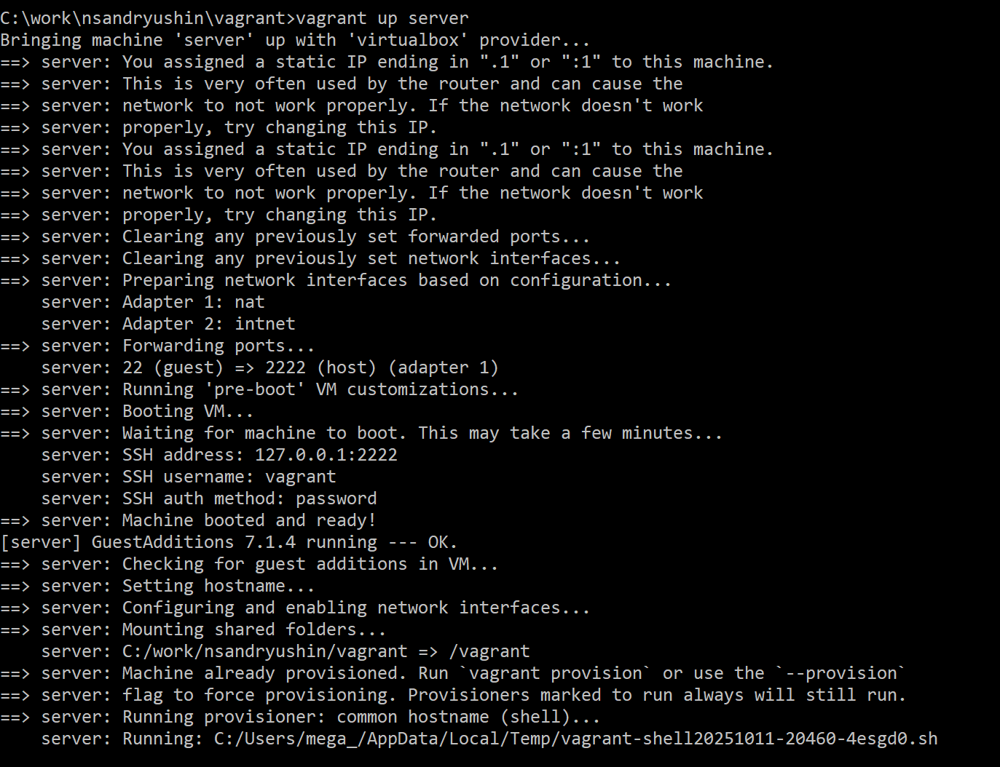 C:\work\nsandryushin\vagrant>vagrant up server
Bringing machine 'server' up with 'virtualbox' provider...
==> server: You assigned a static IP ending in ".1" or ":1" to this machine.
==> server: This is very often used by the router and can cause the
==> server: network to not work properly. If the network doesn't work
==> server: properly, try changing this IP.
==> server: You assigned a static IP ending in ".1" or ":1" to this machine.
==> server: This is very often used by the router and can cause the
==> server: network to not work properly. If the network doesn't work
==> server: properly, try changing this IP.
==> server: Clearing any previously set forwarded ports...
==> server: Clearing any previously set network interfaces...
==> server: Preparing network interfaces based on configuration...
    server: Adapter 1: nat
    server: Adapter 2: intnet
==> server: Forwarding ports...
    server: 22 (guest) => 2222 (host) (adapter 1)
==> server: Running 'pre-boot' VM customizations...
==> server: Booting VM...
==> server: Waiting for machine to boot. This may take a few minutes...
    server: SSH address: 127.0.0.1:2222
    server: SSH username: vagrant
    server: SSH auth method: password
==> server: Machine booted and ready!
[server] GuestAdditions 7.1.4 running --- OK.
==> server: Checking for guest additions in VM...
==> server: Setting hostname...
==> server: Configuring and enabling network interfaces...
==> server: Mounting shared folders...
    server: C:/work/nsandryushin/vagrant => /vagrant
==> server: Machine already provisioned. Run `vagrant provision` or use the `--provision`
==> server: flag to force provisioning. Provisioners marked to run always will still run.
==> server: Running provisioner: common hostname (shell)...
    server: Running: C:/Users/mega_/AppData/Local/Temp/vagrant-shell20251011-20460-4esgd0.sh